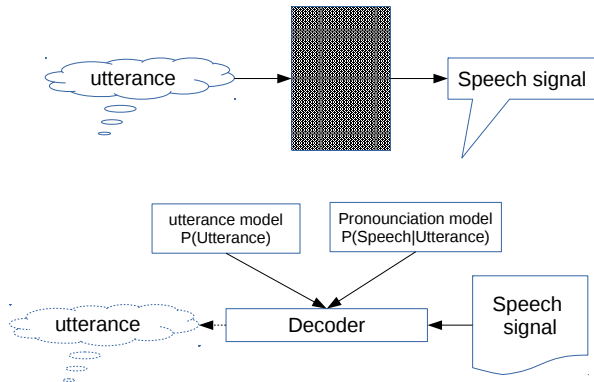 utterance
Speech signal
utterance model
P(Utterance)
Pronounciation model
P(Speech|Utterance)
utterance
Decoder
Speech
signal